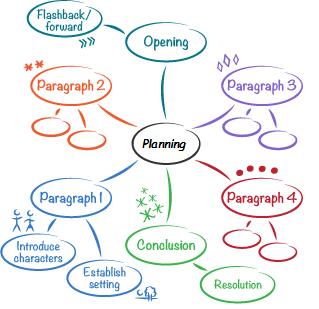 Flashback/
forward
Opening
Paragraph 2
Paragraph 3
Planning
Paragraph 1
Paragraph 4
Introduce
characters
Establish
setting
Conclusion
Resolution